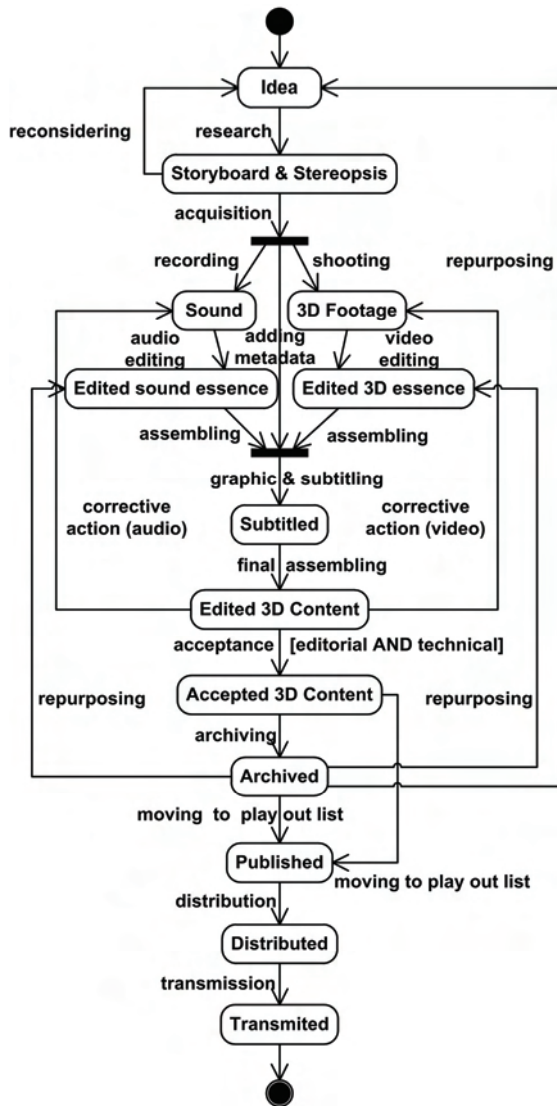 Idea
reconsidering
research
Storyboard & Stereopsis
acquisition
recording
shooting
repurposing
Sound
3D Footage
audio
editing
adding
metadata
video
editing
Edited sound essence
Edited 3D essence
assembling
assembling
graphic & subtitling
corrective
action (audio)
Subtitled
corrective
action (video)
final assembling
Edited 3D Content
acceptance [editorial AND technical]
repurposing
Accepted 3D Content
repurposing
archiving
Archived
moving to play out list
Published
moving to play out list
distribution
Distributed
transmission
Transmited